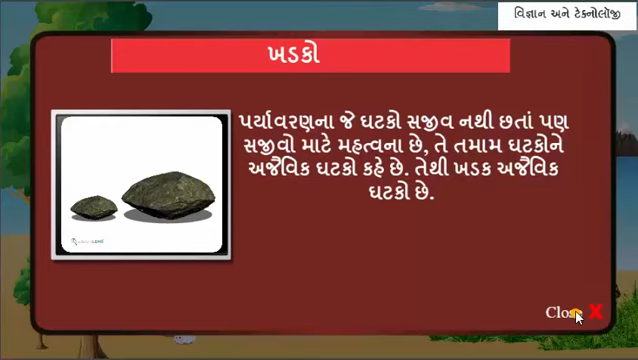 વિજ્ઞાન અને ટેકનોલૉજી
ખડકો
પર્યાવરણના જે ઘટકો સજીવ નથી છતાં પણ
સજીવો માટે મહત્વના છે, તે તમામ ઘટકોને
અજૈવિક ઘટકો કહે છે. તેથી ખડક અજૈવિક
ઘટકો છે.
Close X